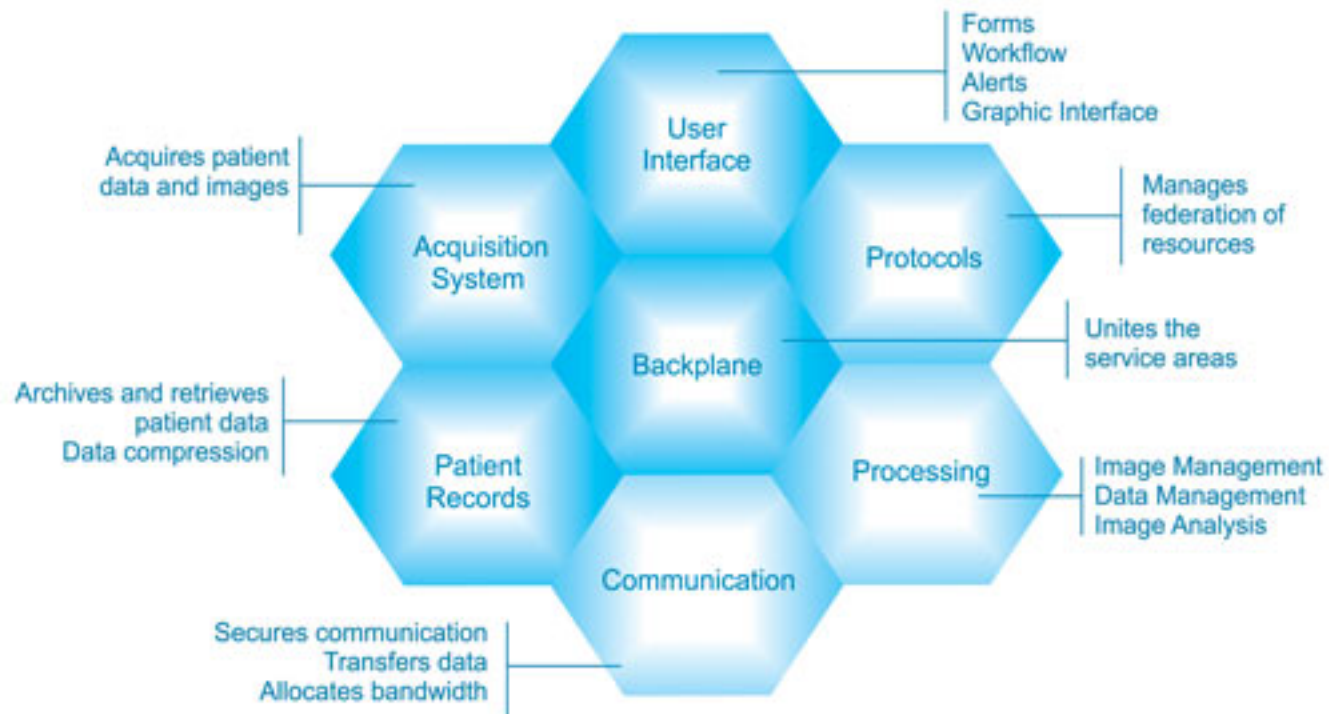 Forms
Workflow
Alerts
Graphic Interface
User
Interface
Acquires patient
data and images
Acquisition
System
Protocols
Manages
federation of
resources
Backplane
Unites the
service areas
Archives and retrieves
patient data
Data compression
Patient
Records
Processing
Image Management
Data Management
Image Analysis
Communication
Secures communication
Transfers data
Allocates bandwidth